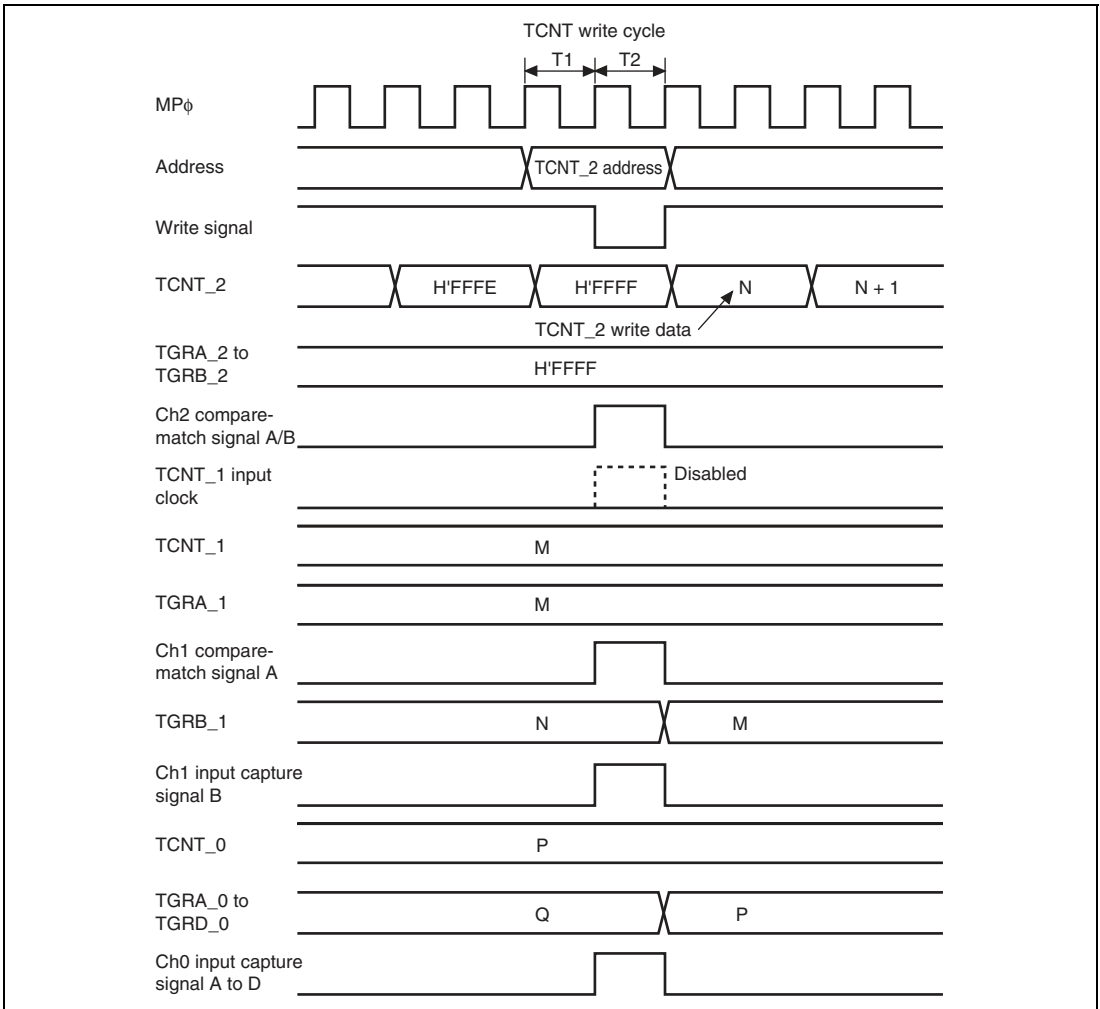 TCNT write cycle
T1 T2
MPφ
Address
TCNT_2 address
Write signal
TCNT_2
H'FFFE H'FFFF N N + 1
TCNT_2 write data
TGRA_2 to
TGRB_2
H'FFFF
Ch2 compare-
match signal A/B
TCNT_1 input
clock
Disabled
TCNT_1
M
TGRA_1
M
Ch1 compare-
match signal A
TGRB_1
N M
Ch1 input capture
signal B
TCNT_0
P
TGRA_0 to
TGRD_0
Q P
Ch0 input capture
signal A to D